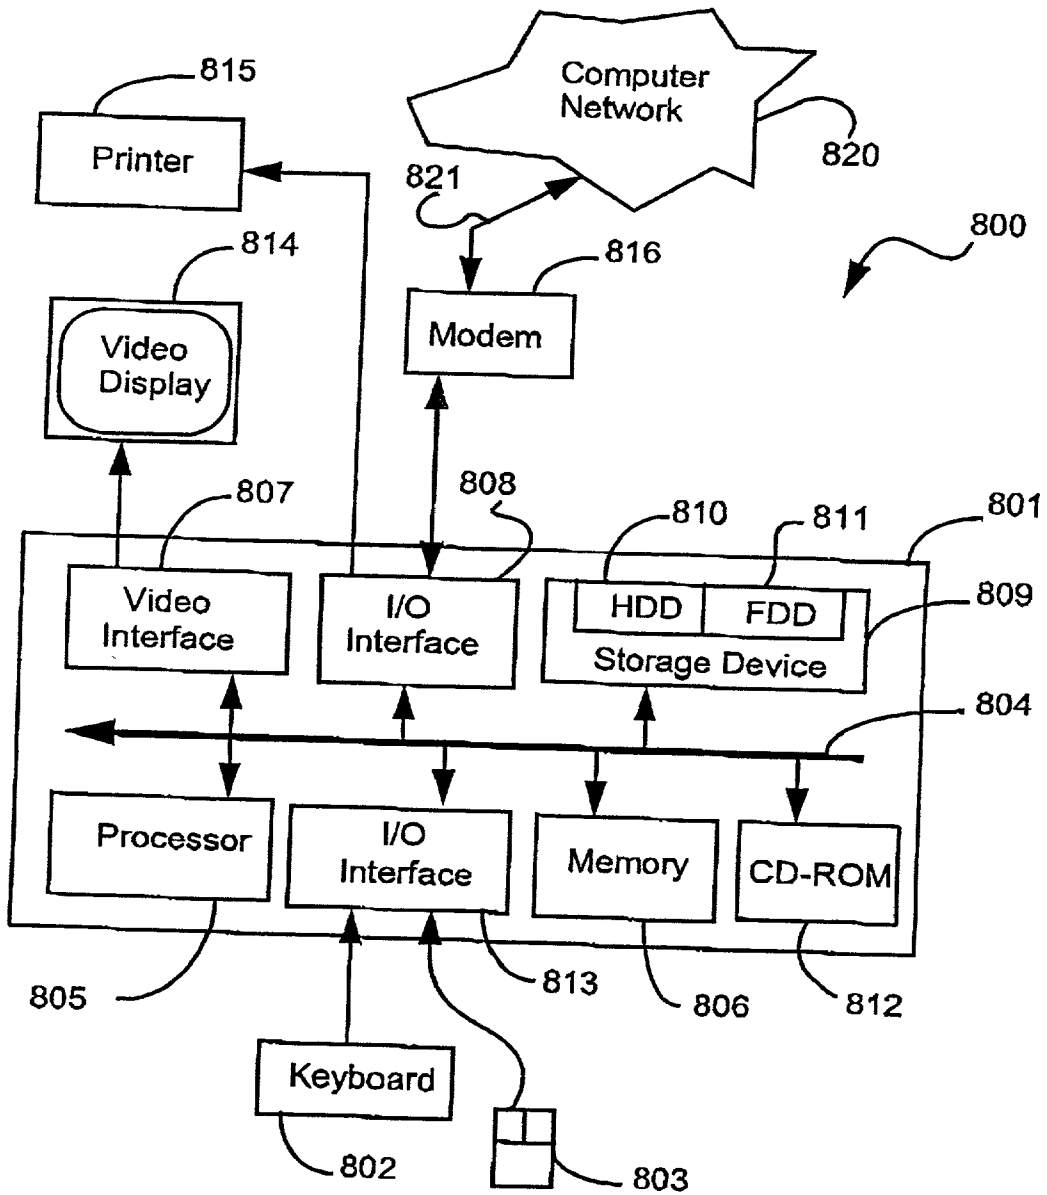 815
Printer
Computer
Network
820
821
800
814
816
Video
Display
Modem
807
808
810
811
801
Video
Interface
I/O
Interface
HDD
FDD
Storage Device
809
804
Processor
I/O
Interface
Memory
CD-ROM
805
813
806
812
Keyboard
802
803